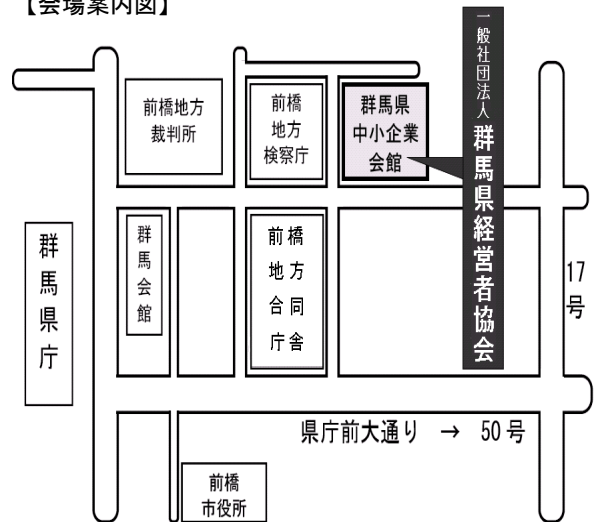 【会場案内図】
前橋地方
裁判所
前橋
地方
検察庁
群馬県
中小企業
会館
一般社団法人 群馬県経営者協会
群馬県庁
群馬会館
前橋
地方
合同
庁舎
17
号
県庁前大通り → 50号
前橋
市役所